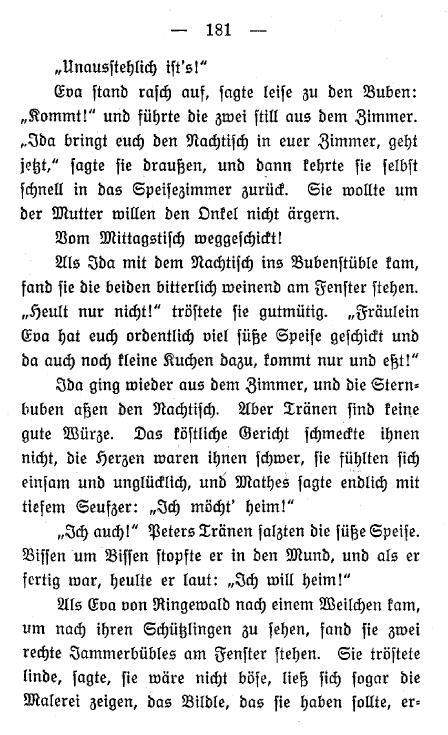 — 181 —
„Unausstehlich ist's!"
Eva stand rasch auf, sagte leise zu den Buben:
„Kommt!" und führte die zwei still aus dem Zimmer.
„Ida bringt euch den Nachtisch in euer Zimmer, geht
jetzt,“ sagte sie draußen, und dann kehrte sie selbst
schnell in das Speisezimmer zurück. Sie wollte um
der Mutter willen den Onkel nicht ärgern.
Vom Mittagstisch weggeschickt!
Als Ida mit dem Nachtisch ins Bubenstüble kam,
fand sie die beiden bitterlich weinend am Fenster stehen.
„Heult nur nicht!" tröstete sie gutmütig. „Fräulein
Eva hat euch ordentlich viel süße Speise geschickt und
da auch noch kleine Kuchen dazu, kommt nur und eßt!"
Ida ging wieder aus dem Zimmer, und die Stern-
buben aßen den Nachtisch. Aber Tränen sind keine
gute Würze. Das köstliche Gericht schmeckte ihnen
nicht, die Herzen waren ihnen schwer, sie fühlten sich
einsam und unglücklich, und Mathes sagte endlich mit
tiefem Seufzer: „Ich möcht' heim!"
„Ich auch!" Peters Tränen salzten die süße Speise.
Bissen um Bissen stopfte er in den Mund, und als er
fertig war, heulte er laut: „Ich will heim!"
Als Eva von Ringewald nach einem Weilchen kam,
um nach ihren Schützlingen zu sehen, fand sie zwei
rechte Jammerbübles am Fenster stehen. Sie tröstete
linde, sagte, sie wäre nicht böse, ließ sich sogar die
Malerei zeigen, das Bildle, das sie haben sollte, er-